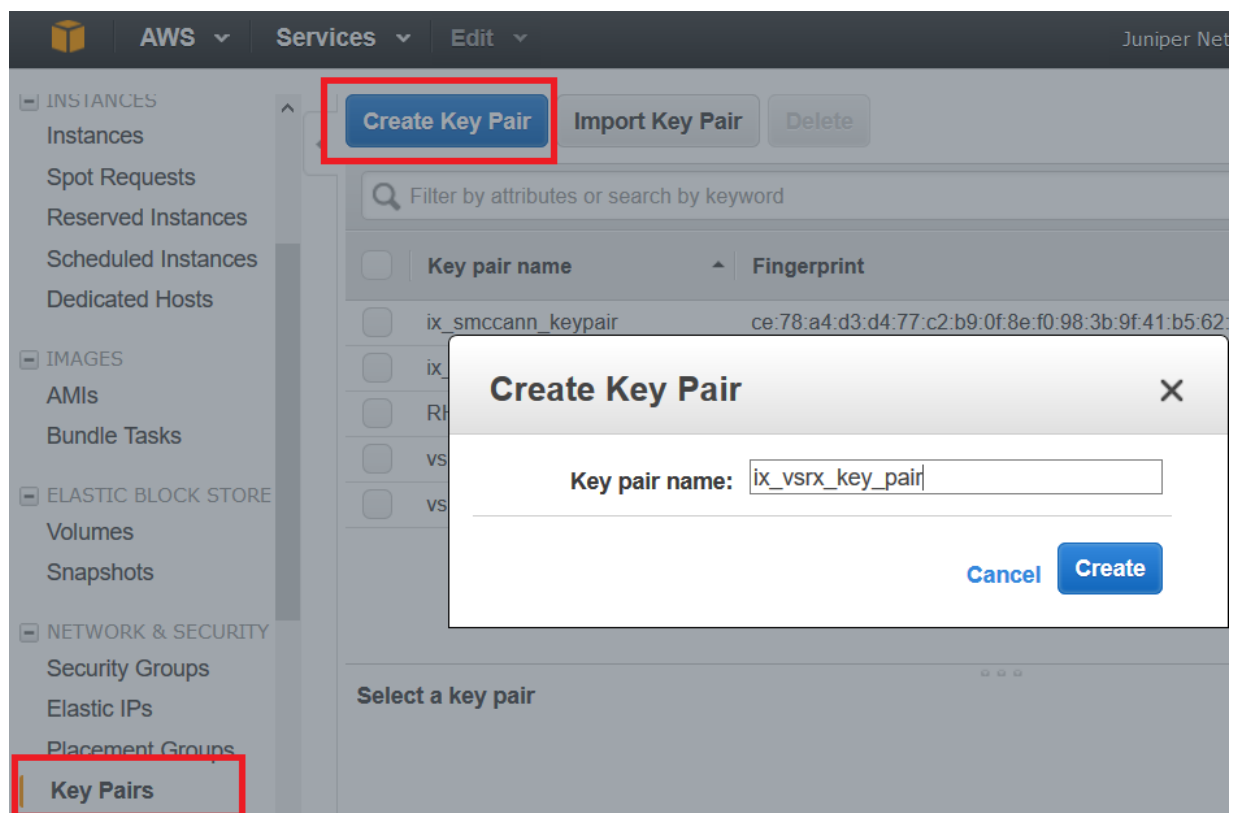 AWS Services Edit Juniper Net
INSTANCES
Instances
Spot Requests
Reserved Instances
Scheduled Instances
Dedicated Hosts
IMAGES
AMIs
Bundle Tasks
ELASTIC BLOCK STORE
Volumes
Snapshots
NETWORK & SECURITY
Security Groups
Elastic IPs
Placement Groups
Key Pairs
Create Key Pair Import Key Pair Delete
Filter by attributes or search by keyword
Key pair name Fingerprint
ix_smccann_keypair ce:78:a4:d3:d4:77:c2:b9:0f:8e:f0:98:3b:9f:41:b5:62:
ix_
RH
vs
vs
Create Key Pair
Key pair name: ix_vsrx_key_pair
Cancel Create
Select a key pair